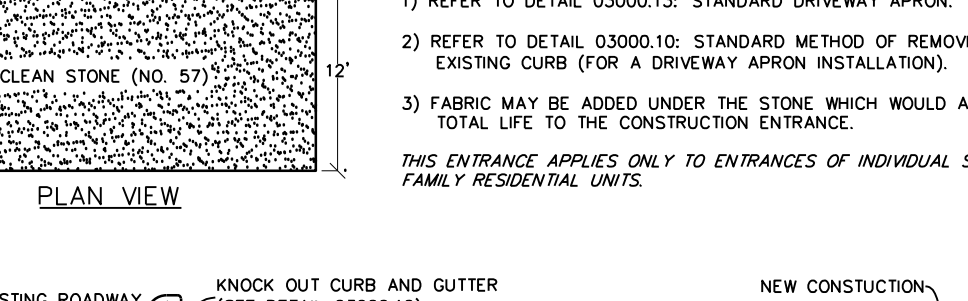 1) REFER TO DETAIL 03000.15: STANDARD DRIVEWAY APRON.
CLEAN STONE (NO. 57)
12'
2) REFER TO DETAIL 03000.10: STANDARD METHOD OF
EXISTING CURB (FOR A DRIVEWAY APRON INSTALLATION).
3) FABRIC MAY BE ADDED UNDER THE STONE WHICH WOULD
TOTAL LIFE TO THE CONSTRUCTION ENTRANCE.
THIS ENTRANCE APPLIES ONLY TO ENTRANCES OF INDIVIDUAL
FAMILY RESIDENTIAL UNITS.
PLAN VIEW
KNOCK OUT CURB AND GUTTER
NEW CONSTUCTION
ROADWAY